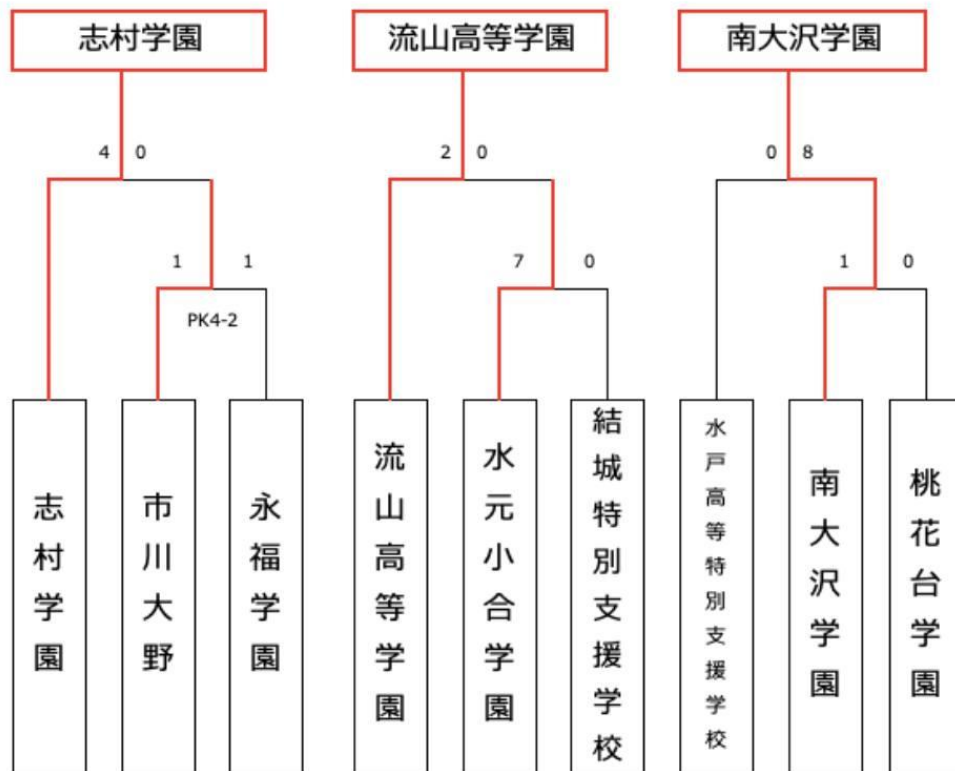 志村学園
流山高等学園
南大沢学園
4 0
2 0
0 8
1 1
7 0
1 0
PK4-2
志村学園
市川大野
永福学園
流山高等学園
水元小合学園
結城特別支援学校
水戸高等特別支援学校
南大沢学園
桃花台学園